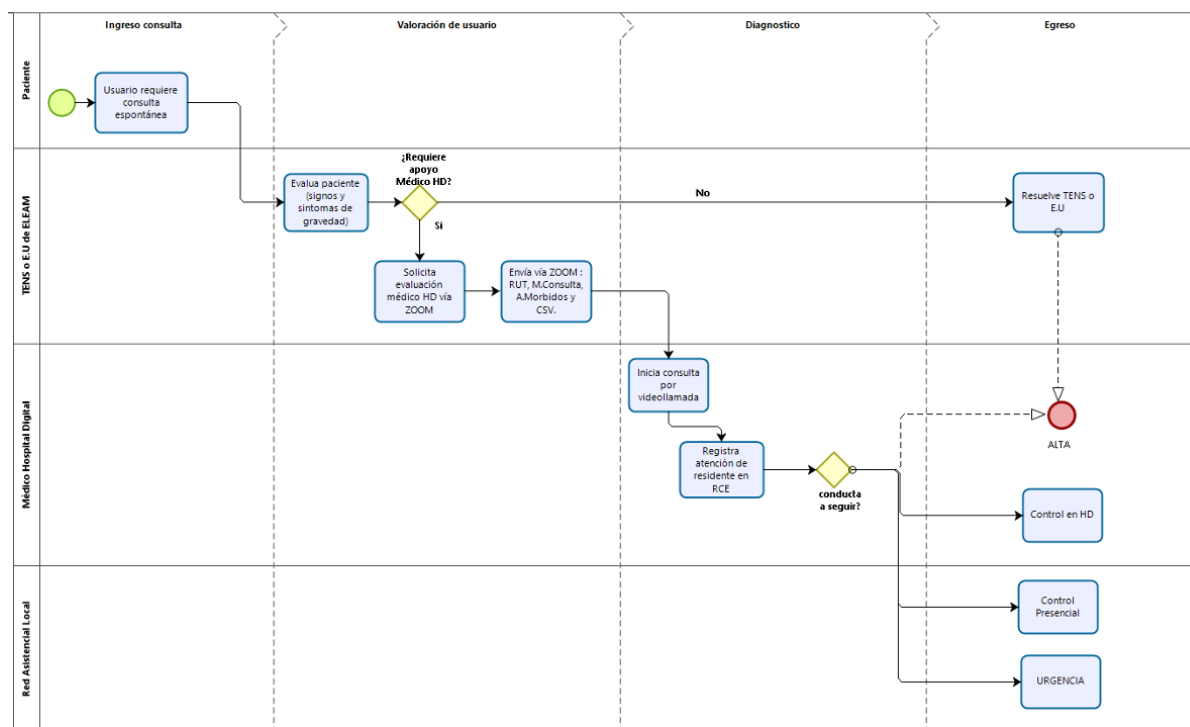 Ingreso consulta
Valoración de usuario
Diagnostico
Egreso
Paciente
Usuario requiere
consulta
espontánea
TENS o E.U de ELEAM
Evalua paciente
(signos y
sintomas de
gravedad)
¿Requiere
apoyo
Médico HD?
No
Si
Resuelve TENS o
E.U
Solicita
evaluación
médico HD vía
ZOOM
Envía vía ZOOM :
RUT, M.Consulta,
A.Morbidos y
CSV.
Médico Hospital Digital
Inicia consulta
por
videollamada
Registra
atención de
residente en
RCE
conducta
a seguir?
ALTA
Control en HD
Red Asistencial Local
Control
Presencial
URGENCIA